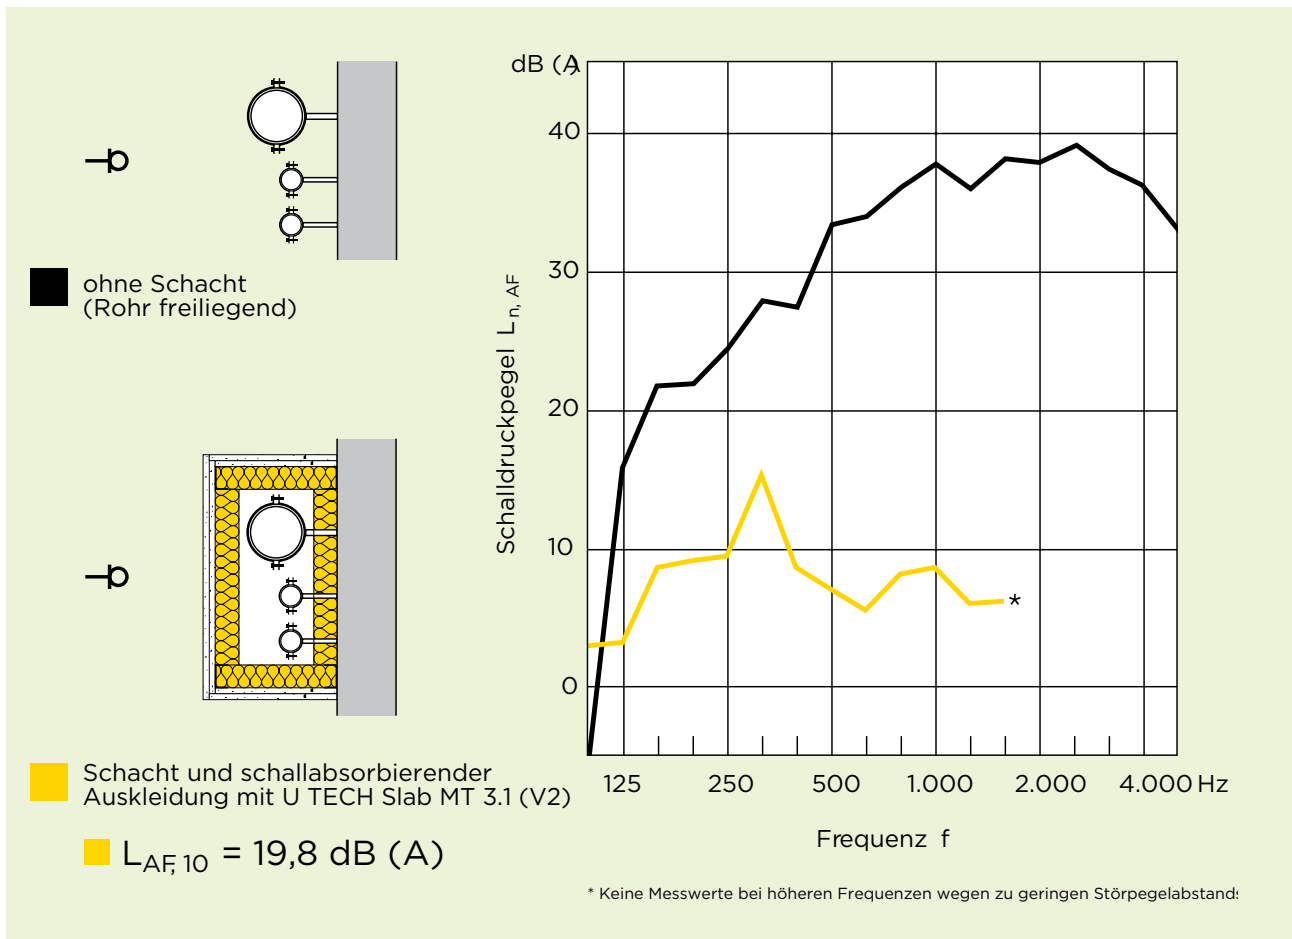 ohne Schacht
(Rohr freiliegend)
Schacht und schallabsorbierender
Auskleidung mit U TECH Slab MT 3.1 (V2)
LAF, 10 = 19,8 dB (A)
dB (A
40
30
20
10
0
Schalldruckpegel Ln, AF
*
125 250 500 1.000 2.000 4.000 Hz
Frequenz f
* Keine Messwerte bei höheren Frequenzen wegen zu geringen Störpegelabstands